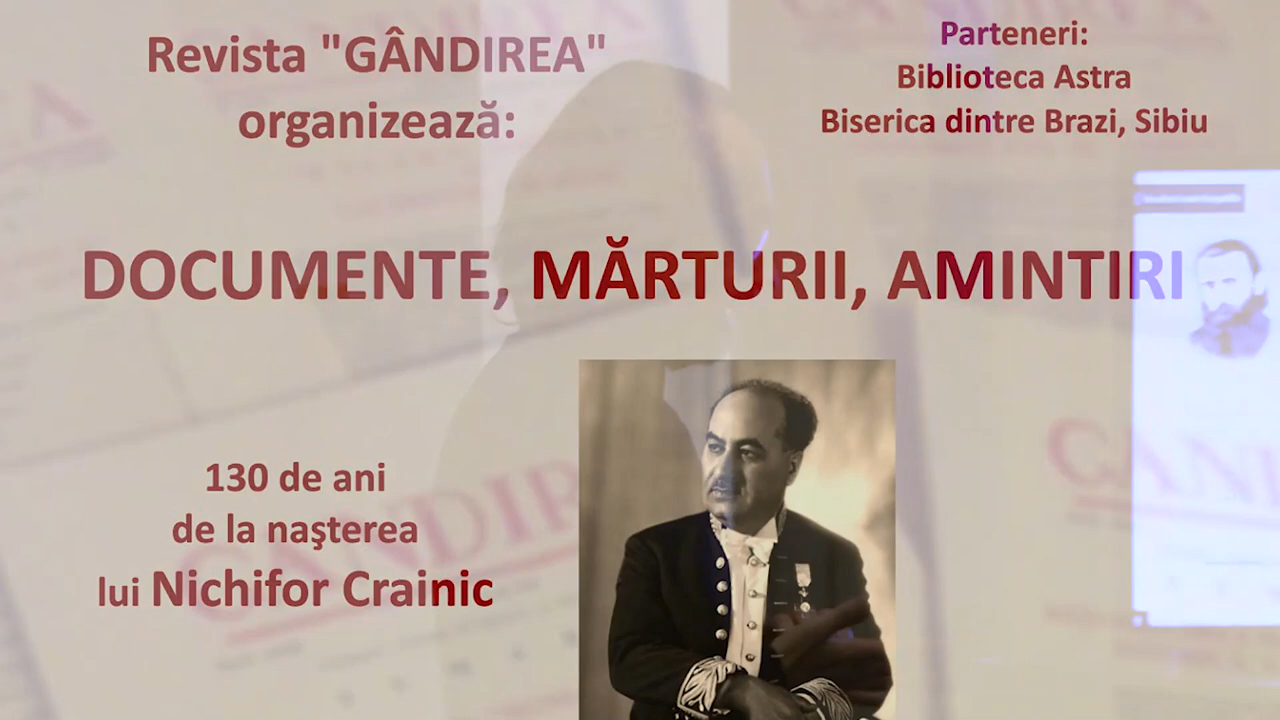 Revista "GÂNDIREA"
organizează:
Parteneri:
Biblioteca Astra
Biserica dintre Brazi, Sibiu
DOCUMENTE, MĂRTURII, AMINTIRI
130 de ani
de la naşterea
lui Nichifor Crainic